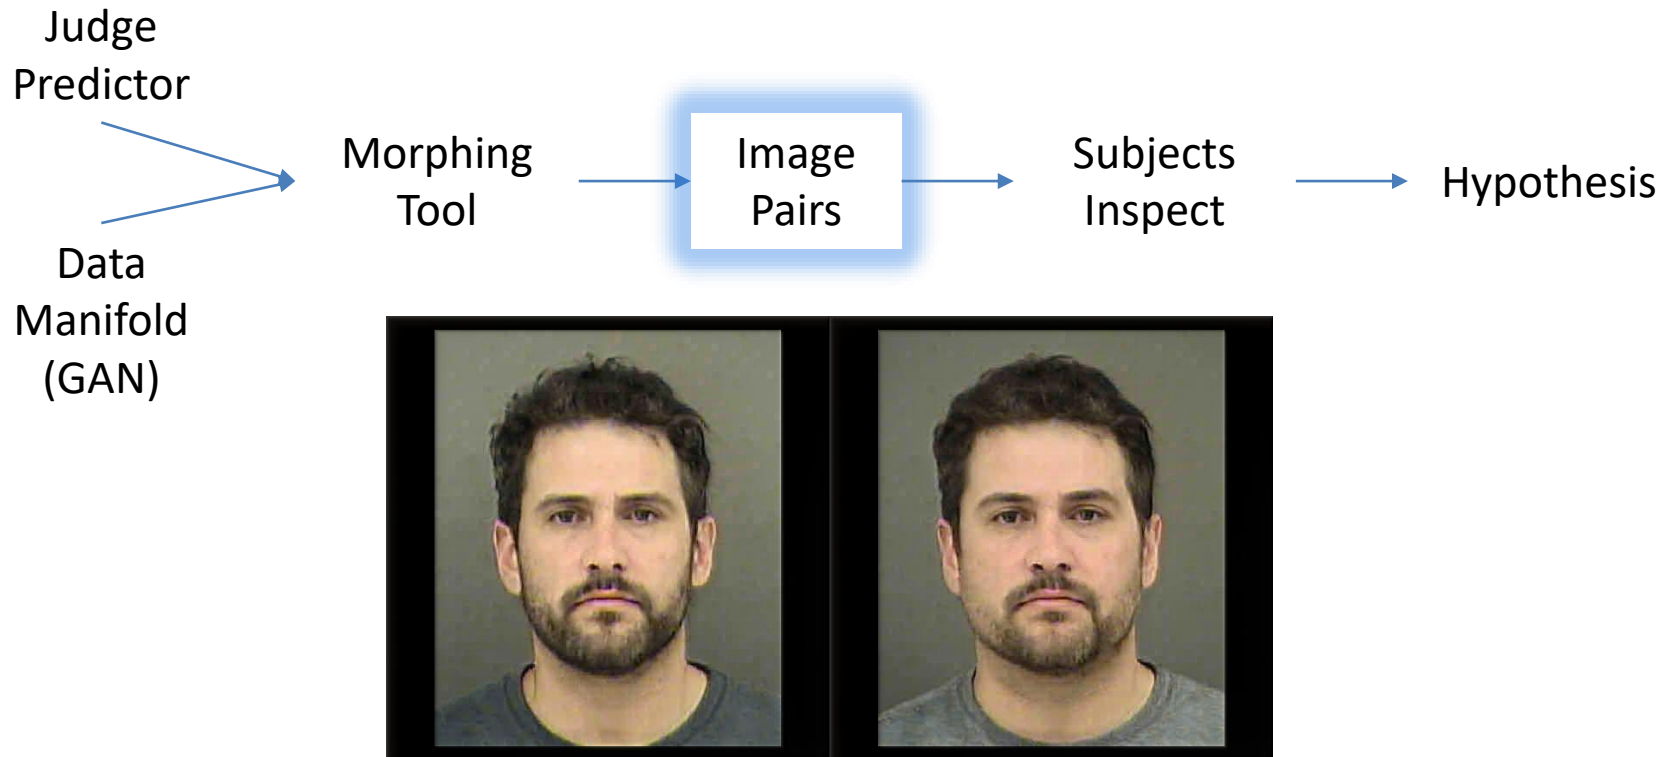 Judge
Predictor
Data
Manifold
(GAN)
Morphing
Tool
Image
Pairs
Subjects
Inspect
Hypothesis